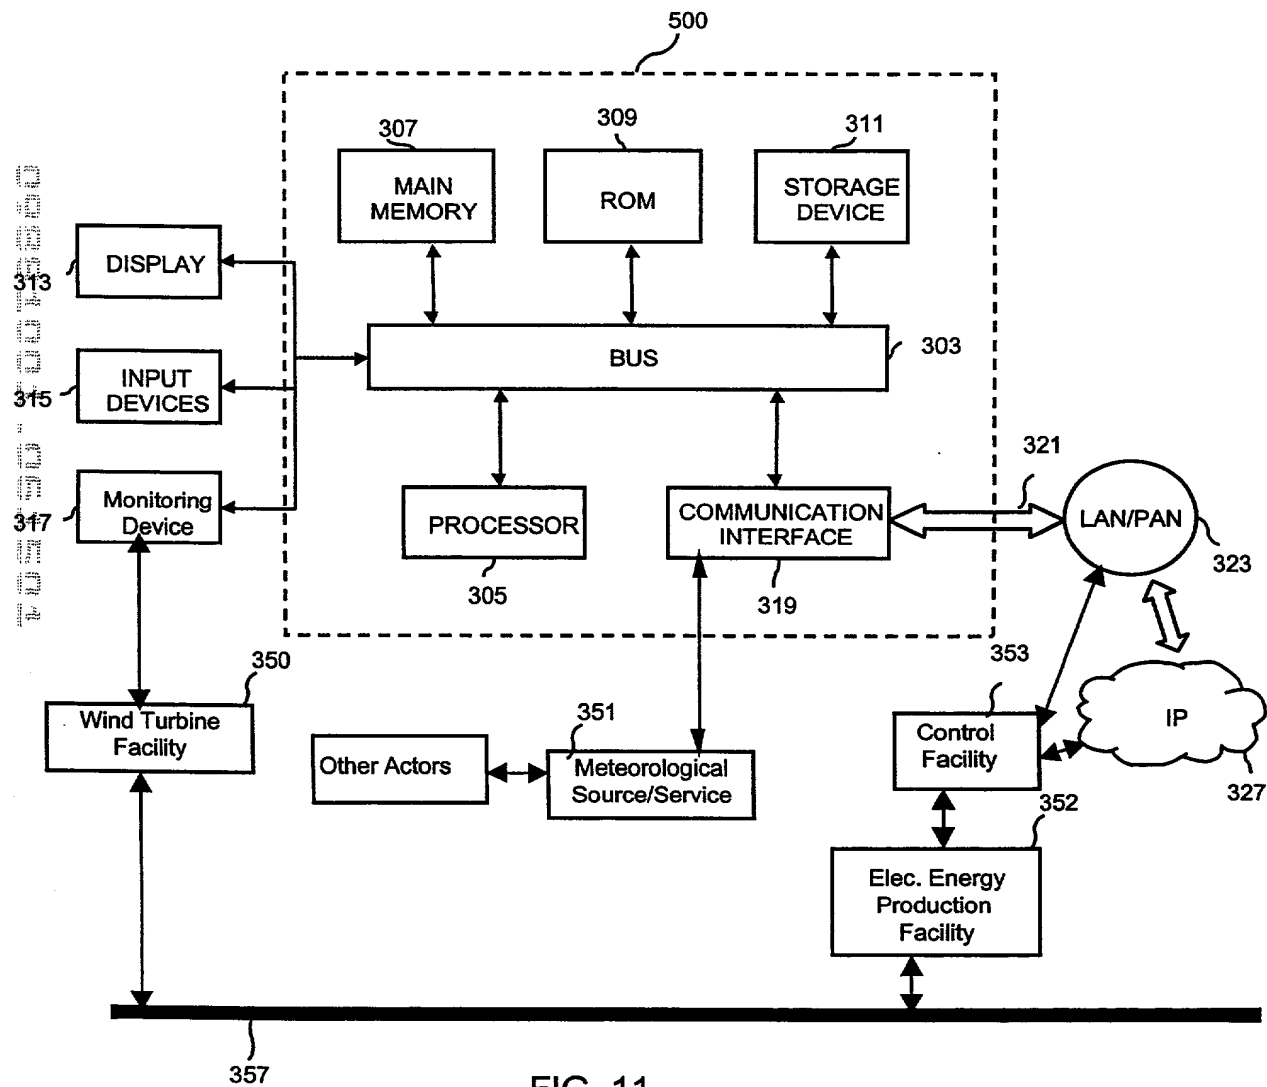 500
307
309
311
MAIN
MEMORY
ROM
STORAGE
DEVICE
DISPLAY
313
BUS
303
INPUT
DEVICES
315
321
Monitoring
Device
317
PROCESSOR
305
COMMUNICATION
INTERFACE
319
LAN/PAN
323
350
Wind Turbine
Facility
351
Other Actors
Meteorological
Source/Service
353
Control
Facility
IP
327
352
Elec. Energy
Production
Facility
357
FIG. 11